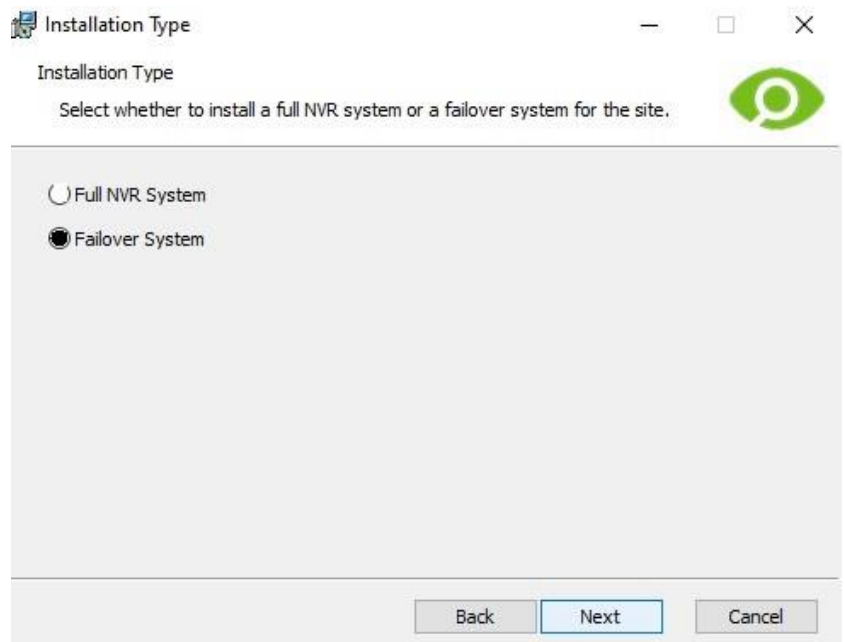 Installation Type
Installation Type
Select whether to install a full NVR system or a failover system for the site.
Full NVR System
Failover System
Back Next Cancel